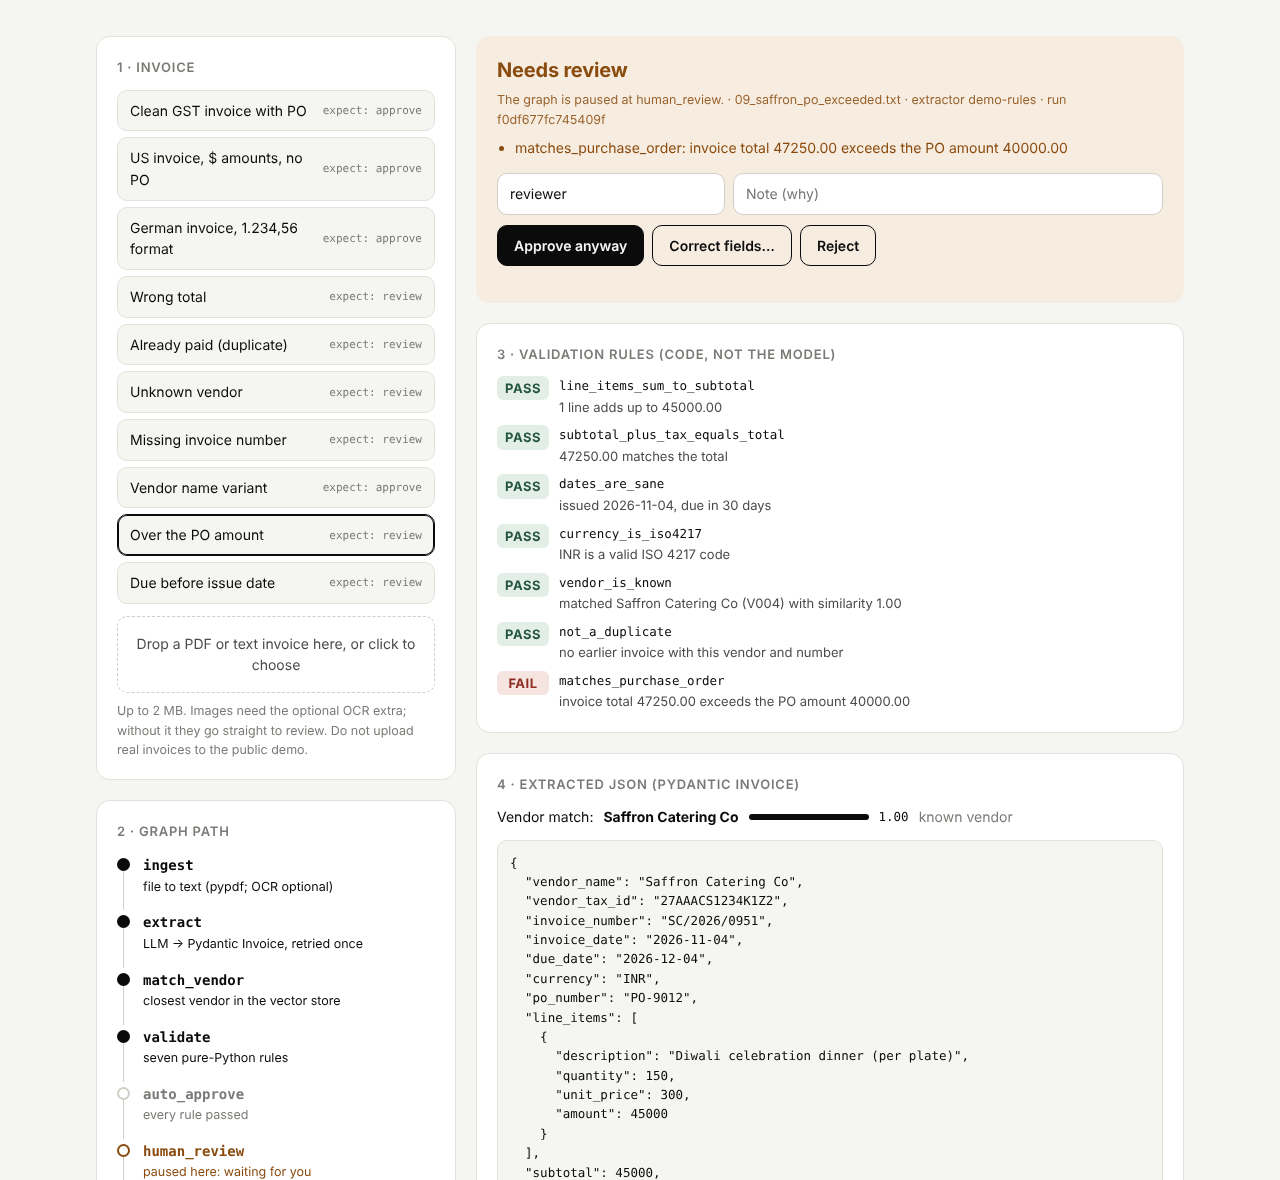 1 · INVOICE
Clean GST invoice with PO expect: approve
US invoice, $ amounts, no
PO expect: approve
German invoice, 1.234,56
format expect: approve
Wrong total expect: review
Already paid (duplicate) expect: review
Unknown vendor expect: review
Missing invoice number expect: review
Vendor name variant expect: approve
Over the PO amount expect: review
Due before issue date expect: review
Drop a PDF or text invoice here, or click to
choose
Up to 2 MB. Images need the optional OCR extra;
without it they go straight to review. Do not upload
real invoices to the public demo.
2 · GRAPH PATH
ingest
file to text (pypdf; OCR optional)
extract
LLM → Pydantic Invoice, retried once
match_vendor
closest vendor in the vector store
validate
seven pure-Python rules
auto_approve
every rule passed
human_review
paused here: waiting for you
Needs review
The graph is paused at human_review. · 09_saffron_po_exceeded.txt · extractor demo-rules · run
f0df677fc745409f
• matches_purchase_order: invoice total 47250.00 exceeds the PO amount 40000.00
reviewer Note (why)
Approve anyway Correct fields... Reject
3 · VALIDATION RULES (CODE, NOT THE MODEL)
PASS line_items_sum_to_subtotal
1 line adds up to 45000.00
PASS subtotal_plus_tax_equals_total
47250.00 matches the total
PASS dates_are_sane
issued 2026-11-04, due in 30 days
PASS currency_is_iso4217
INR is a valid ISO 4217 code
PASS vendor_is_known
matched Saffron Catering Co (V004) with similarity 1.00
PASS not_a_duplicate
no earlier invoice with this vendor and number
FAIL matches_purchase_order
invoice total 47250.00 exceeds the PO amount 40000.00
4 · EXTRACTED JSON (PYDANTIC INVOICE)
Vendor match: Saffron Catering Co 1.00 known vendor
{
"vendor_name": "Saffron Catering Co",
"vendor_tax_id": "27AAACS1234K1Z2",
"invoice_number": "SC/2026/0951",
"invoice_date": "2026-11-04",
"due_date": "2026-12-04",
"currency": "INR",
"po_number": "PO-9012",
"line_items": [
{
"description": "Diwali celebration dinner (per plate)",
"quantity": 150,
"unit_price": 300,
"amount": 45000
}
],
"subtotal": 45000,